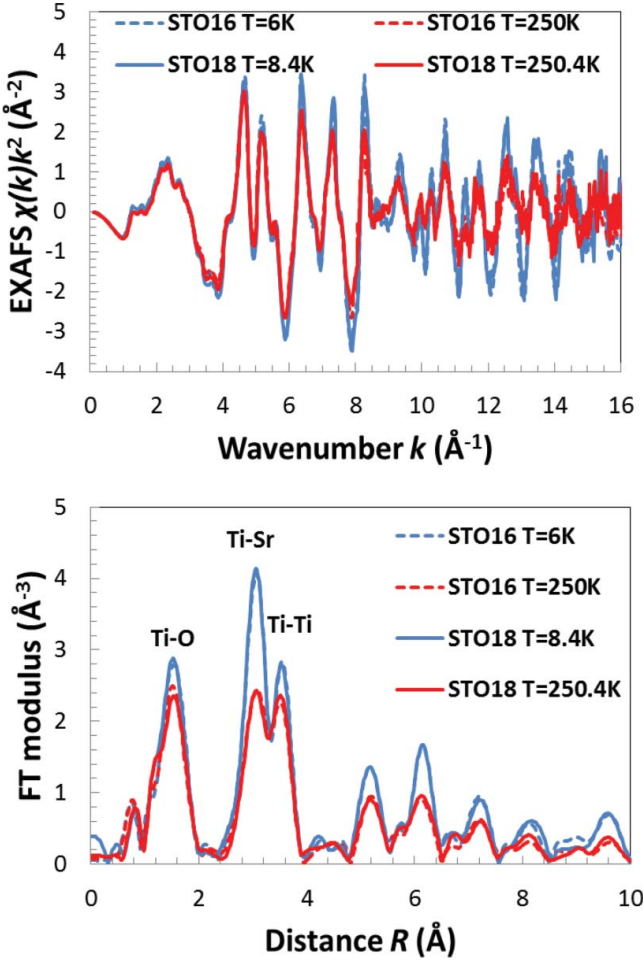 5
4
3
2
1
0
-1
-2
-3
-4
EXAFS χ(k)k² (Å⁻²)
STO16 T=6K
STO16 T=250K
STO18 T=8.4K
STO18 T=250.4K
0 2 4 6 8 10 12 14 16
Wavenumber k (Å⁻¹)
5
4
3
2
1
0
FT modulus (Å⁻³)
Ti-O
Ti-Sr
Ti-Ti
STO16 T=6K
STO16 T=250K
STO18 T=8.4K
STO18 T=250.4K
0 2 4 6 8 10
Distance R (Å)